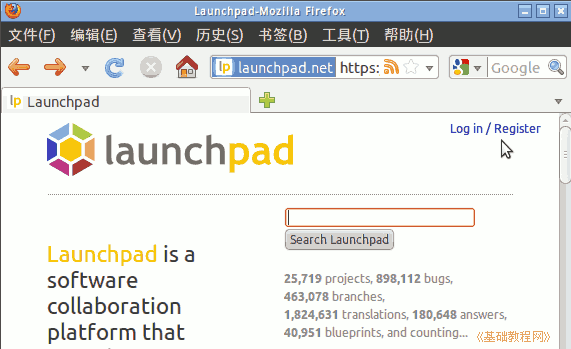 Launchpad-Mozilla Firefox
文件(F) 编辑(E) 查看(V) 历史(S) 书签(B) 工具(T) 帮助(H)
lp launchpad.net https: Google
lp Launchpad
Log in / Register
launchpad
Search Launchpad
Launchpad is a
software
collaboration
platform that
25,719 projects, 898,112 bugs,
463,078 branches,
1,824,631 translations, 180,648 answers,
40,951 blueprints, and counting...
《基础教程网》